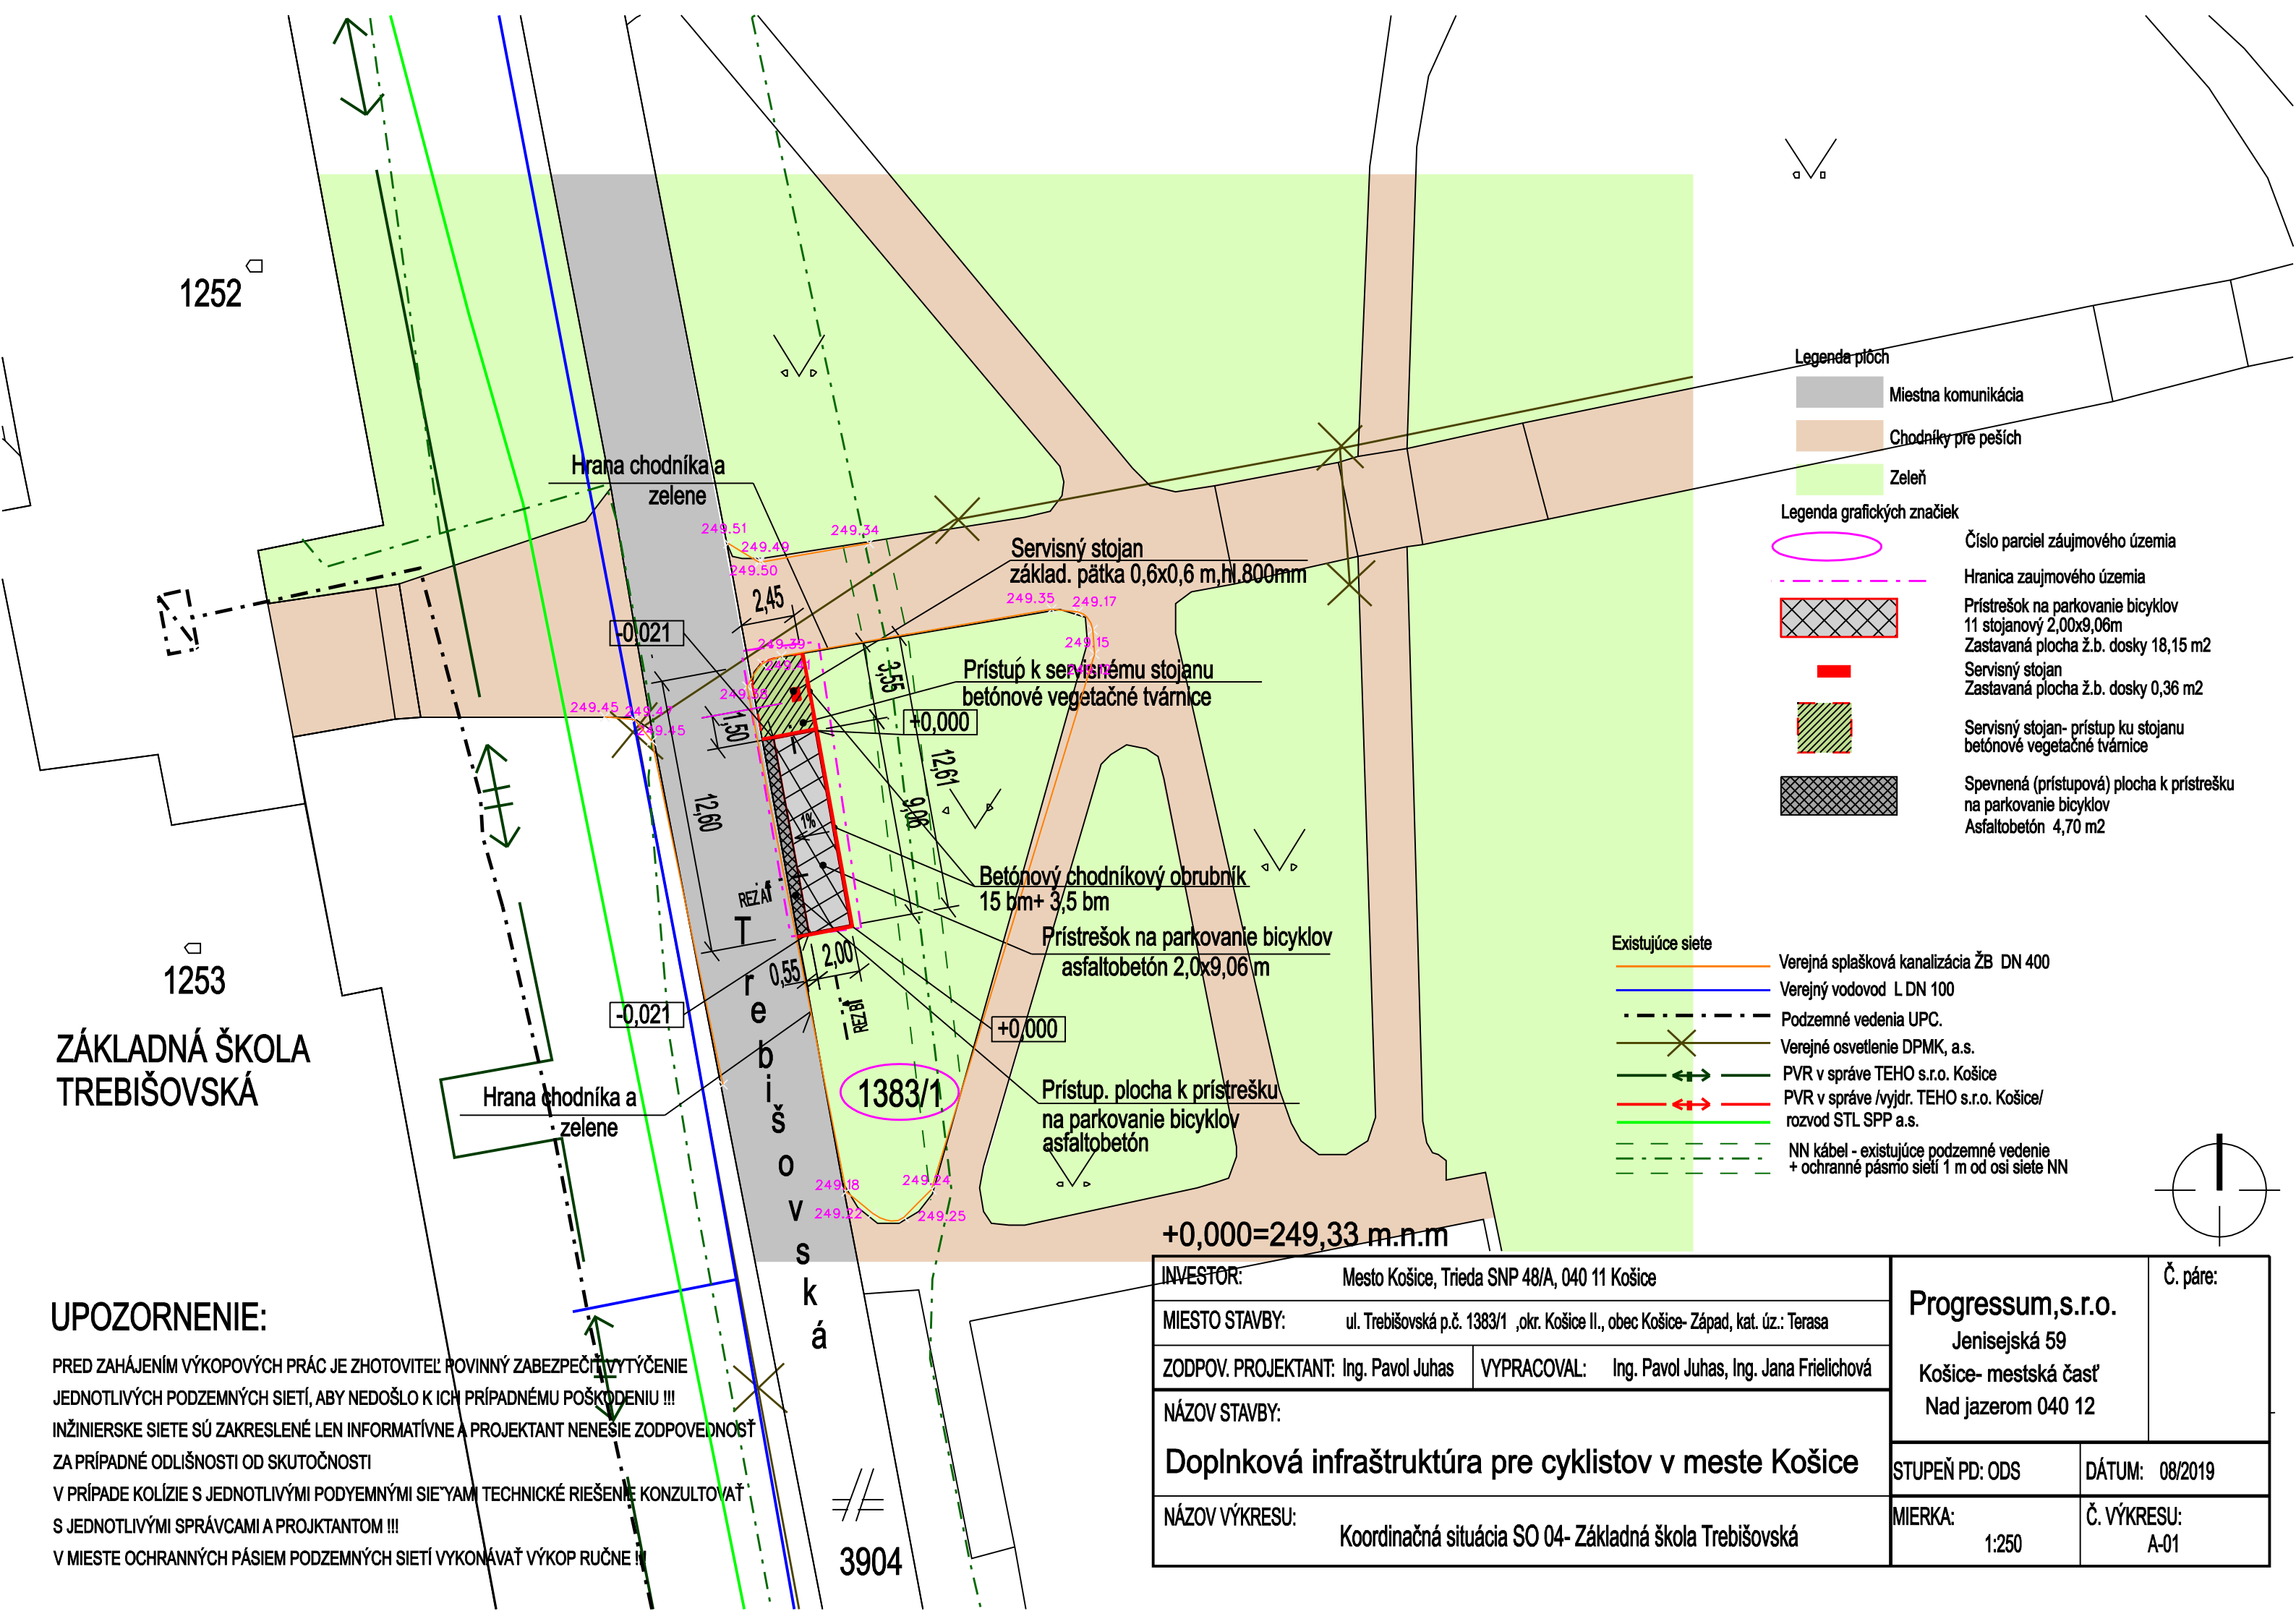 1252
Hrana chodníka a
zelene
249.51
249.49
249.50
249.34
Servisný stojan
základ. pätka 0,6x0,6 m,hl.800mm
2,45
249.35
249.17
249.15
-0,021
249.39
249.41
249.38
249.45
249.47
249.45
Prístup k servisnému stojanu
betónové vegetačné tvárnice
3,55
+0,000
1,50
12,61
12,60
9,06
1%
Betónový chodníkový obrubník
15 bm+ 3,5 bm
REZ A1
Prístrešok na parkovanie bicyklov
asfaltobetón 2,0x9,06 m
2,00
0,55
REZ B1
-0,021
+0,000
Trebišovská
1383/1
Prístup. plocha k prístrešku
na parkovanie bicyklov
asfaltobetón
Hrana chodníka a
zelene
249.18
249.22
249.24
249.25
1253
ZÁKLADNÁ ŠKOLA
TREBIŠOVSKÁ
3904
Legenda plôch
Miestna komunikácia
Chodníky pre peších
Zeleň
Legenda grafických značiek
Číslo parciel záujmového územia
Hranica zaujmového územia
Prístrešok na parkovanie bicyklov
11 stojanový 2,00x9,06m
Zastavaná plocha ž.b. dosky 18,15 m2
Servisný stojan
Zastavaná plocha ž.b. dosky 0,36 m2
Servisný stojan- prístup ku stojanu
betónové vegetačné tvárnice
Spevnená (prístupová) plocha k prístrešku
na parkovanie bicyklov
Asfaltobetón 4,70 m2
Existujúce siete
Verejná splašková kanalizácia ŽB DN 400
Verejný vodovod L DN 100
Podzemné vedenia UPC.
Verejné osvetlenie DPMK, a.s.
PVR v správe TEHO s.r.o. Košice
PVR v správe /vyjdr. TEHO s.r.o. Košice/
rozvod STL SPP a.s.
NN kábel - existujúce podzemné vedenie
+ ochranné pásmo sietí 1 m od osi siete NN
UPOZORNENIE:
PRED ZAHÁJENÍM VÝKOPOVÝCH PRÁC JE ZHOTOVITEĽ POVINNÝ ZABEZPEČIŤ VYTÝČENIE
JEDNOTLIVÝCH PODZEMNÝCH SIETÍ, ABY NEDOŠLO K ICH PRÍPADNÉMU POŠKODENIU !!!
INŽINIERSKE SIETE SÚ ZAKRESLENÉ LEN INFORMATÍVNE A PROJEKTANT NENESIE ZODPOVEDNOSŤ
ZA PRÍPADNÉ ODLIŠNOSTI OD SKUTOČNOSTI
V PRÍPADE KOLÍZIE S JEDNOTLIVÝMI PODYEMNÝMI SIEˇYAMI TECHNICKÉ RIEŠENIE KONZULTOVAŤ
S JEDNOTLIVÝMI SPRÁVCAMI A PROJKTANTOM !!!
V MIESTE OCHRANNÝCH PÁSIEM PODZEMNÝCH SIETÍ VYKONÁVAŤ VÝKOP RUČNE !!!
+0,000=249,33 m.n.m
INVESTOR: Mesto Košice, Trieda SNP 48/A, 040 11 Košice
MIESTO STAVBY: ul. Trebišovská p.č. 1383/1 ,okr. Košice II., obec Košice- Západ, kat. úz.: Terasa
ZODPOV. PROJEKTANT: Ing. Pavol Juhas VYPRACOVAL: Ing. Pavol Juhas, Ing. Jana Frielichová
NÁZOV STAVBY:
Doplnková infraštruktúra pre cyklistov v meste Košice
NÁZOV VÝKRESU:
Koordinačná situácia SO 04- Základná škola Trebišovská
Progressum,s.r.o.
Jenisejská 59
Košice- mestská časť
Nad jazerom 040 12
Č. páre:
STUPEŇ PD: ODS
DÁTUM: 08/2019
MIERKA:
1:250
Č. VÝKRESU:
A-01